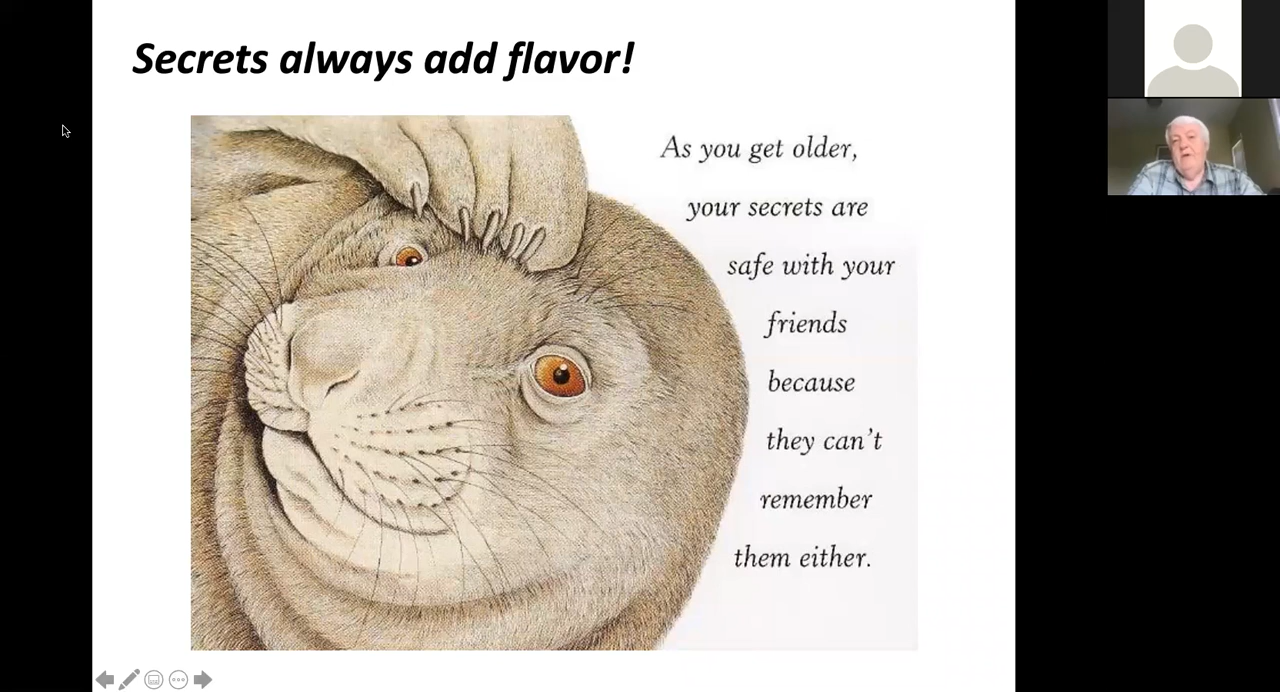 Secrets always add flavor!
As you get older,
your secrets are
safe with your
friends
because
they can't
remember
them either.